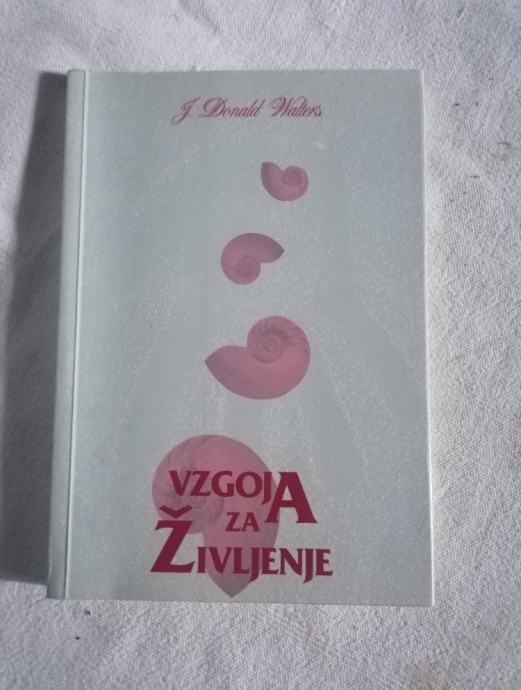 J. Donald Walters
VZGOJA
ZA
ŽIVLJENJE